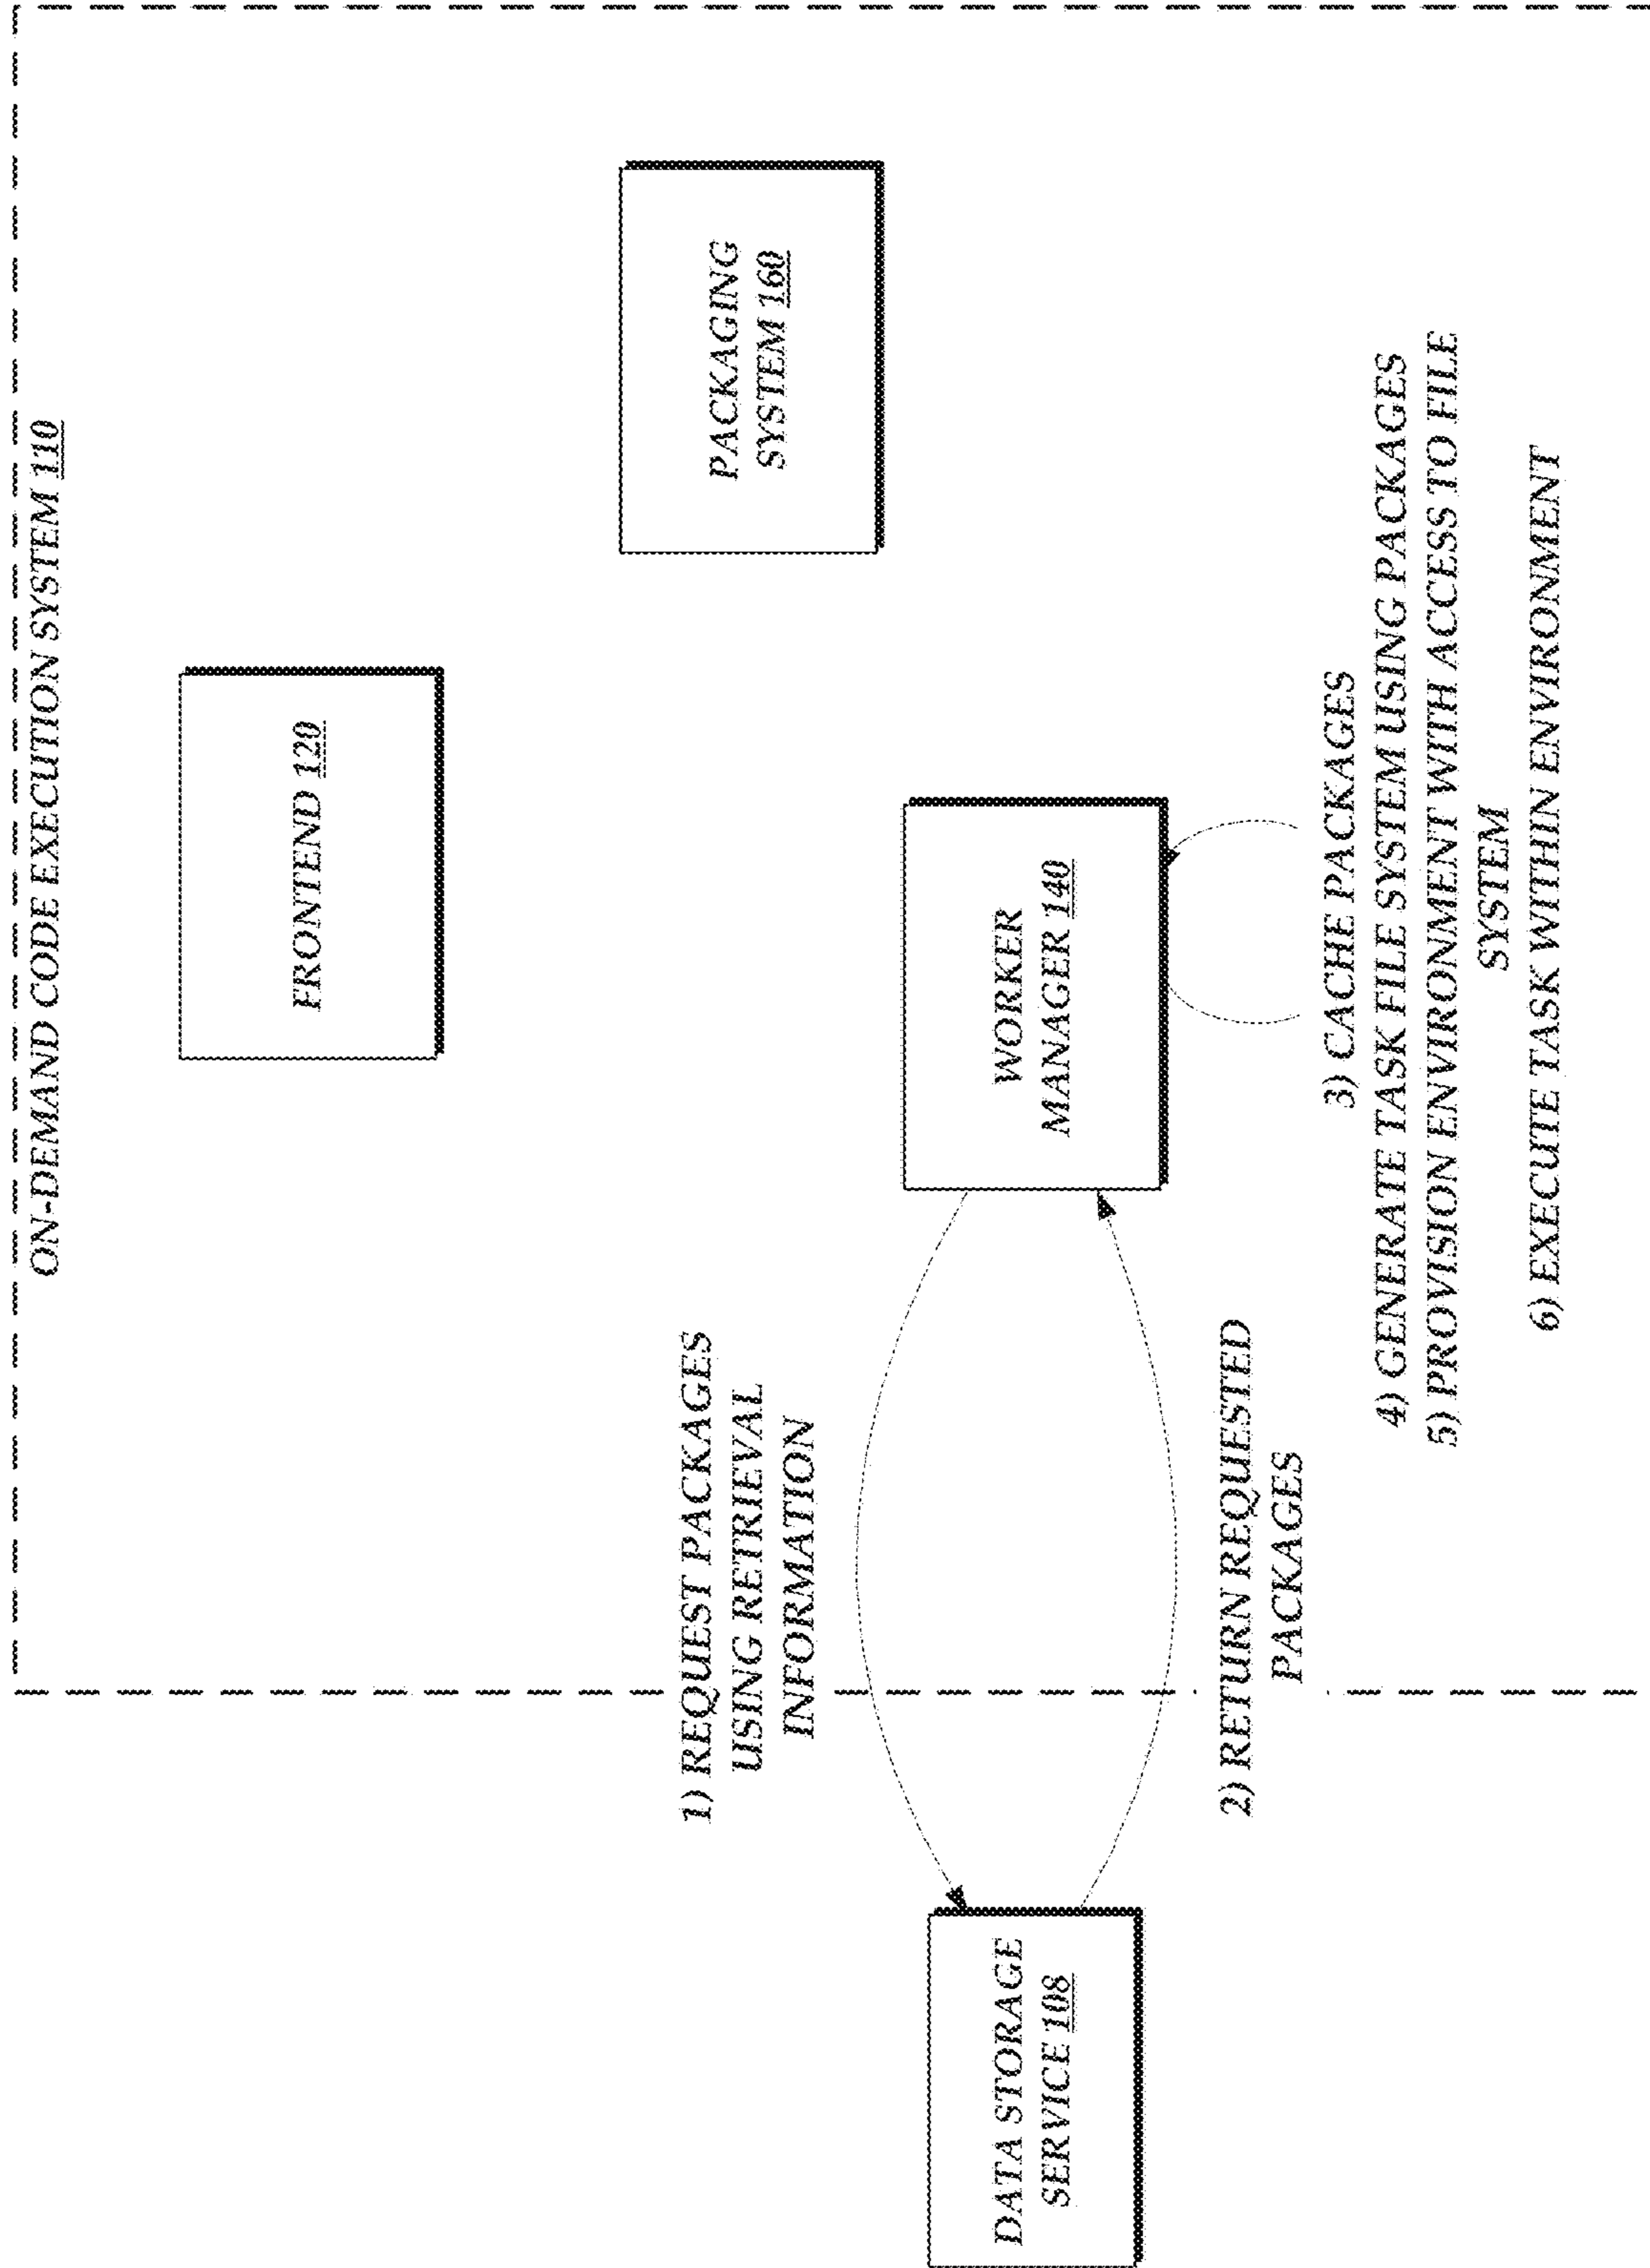 ON-DEMAND CODE EXECUTION SYSTEM 110
FRONTEND 120
PACKAGING
SYSTEM 160
1) REQUEST PACKAGES
USING RETRIEVAL
INFORMATION
DATA STORAGE
SERVICE 108
WORKER
MANAGER 140
2) RETURN REQUESTED
PACKAGES
3) CACHE PACKAGES
4) GENERATE TASK FILE SYSTEM USING PACKAGES
5) PROVISION ENVIRONMENT WITH ACCESS TO FILE
SYSTEM
6) EXECUTE TASK WITHIN ENVIRONMENT